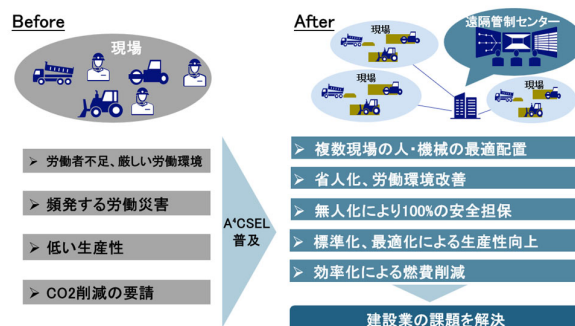 Before
現場
➢ 労働者不足、厳しい労働環境
➢ 頻発する労働災害
➢ 低い生産性
➢ CO2削減の要請
A⁴CSEL
普及
After
遠隔管制センター
現場
現場
現場
➢ 複数現場の人・機械の最適配置
➢ 省人化、労働環境改善
➢ 無人化により100%の安全担保
➢ 標準化、最適化による生産性向上
➢ 効率化による燃費削減
建設業の課題を解決